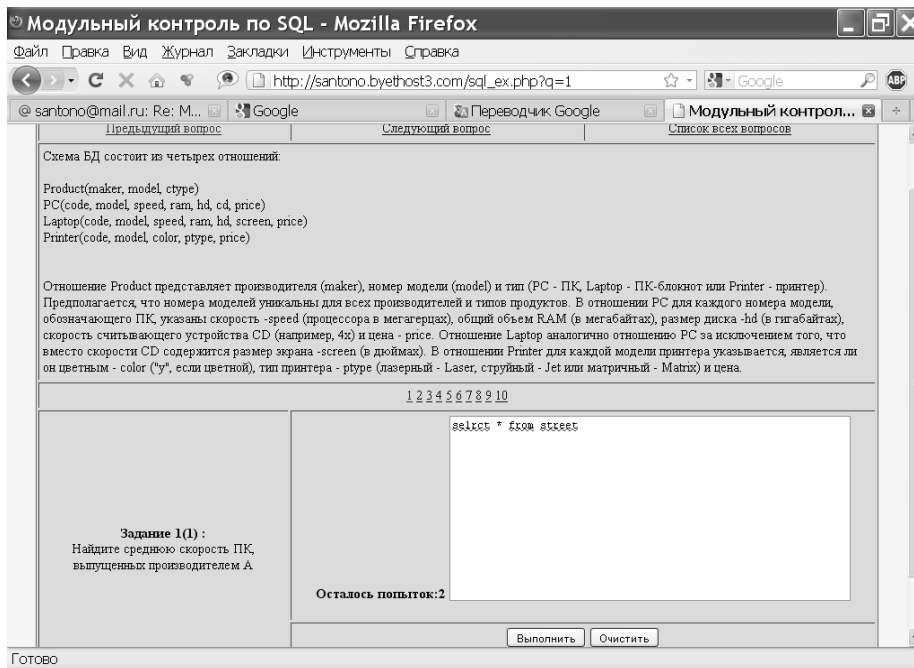 Модульный контроль по SQL - Mozilla Firefox
Файл Правка Вид Журнал Закладки Инструменты Справка
http://santono.byethost3.com/sql_ex.php?q=1 Google ABP
santono@mail.ru: Re: М... Google Переводчик Google Модульный контрол...
Предыдущий вопрос Следующий вопрос Список всех вопросов
Схема БД состоит из четырех отношений:
Product(maker, model, ctype)
PC(code, model, speed, ram, hd, cd, price)
Laptop(code, model, speed, ram, hd, screen, price)
Printer(code, model, color, ptype, price)
Отношение Product представляет производителя (maker), номер модели (model) и тип (PC - ПК, Laptop - ПК-блокнот или Printer - принтер).
Предполагается, что номера моделей уникальны для всех производителей и типов продуктов. В отношении PC для каждого номера модели,
обозначающего ПК, указаны скорость -speed (процессора в мегагерцах), общий объем RAM (в мегабайтах), размер диска -hd (в гигабайтах),
скорость считывающего устройства CD (например, 4x) и цена - price. Отношение Laptop аналогично отношению PC за исключением того, что
вместо скорости CD содержится размер экрана -screen (в дюймах). В отношении Printer для каждой модели принтера указывается, является ли
он цветным - color ("y", если цветной), тип принтера - ptype (лазерный - Laser, струйный - Jet или матричный - Matrix) и цена.
1 2 3 4 5 6 7 8 9 10
selrct * from street
Задание 1(1) :
Найдите среднюю скорость ПК,
выпущенных производителем A
Осталось попыток:2
Выполнить Очистить
Готово